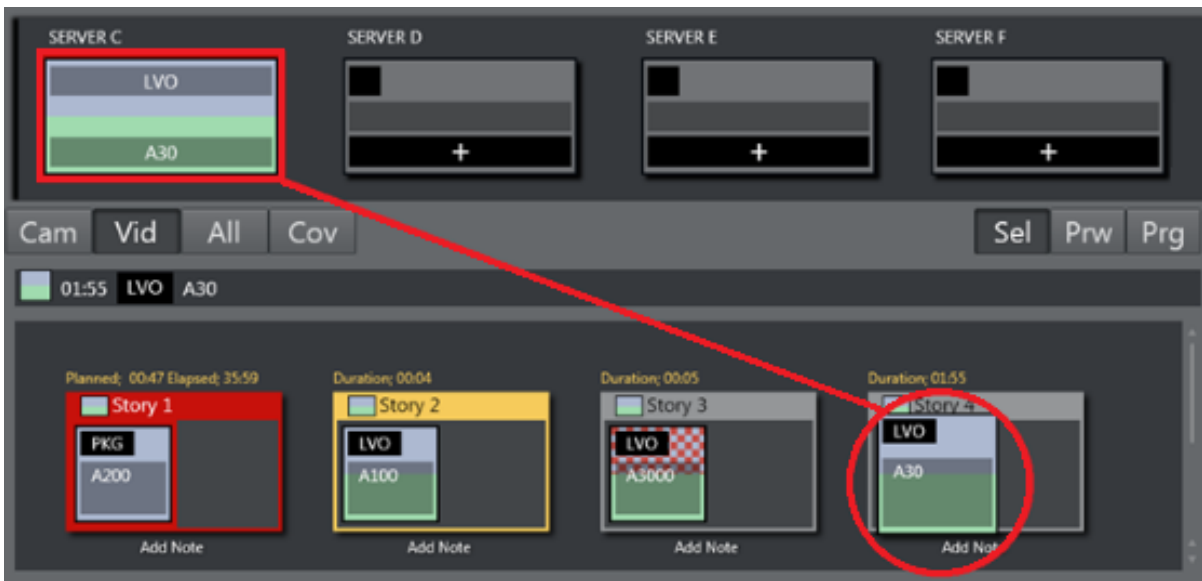 SERVER C SERVER D SERVER E SERVER F
LVO
A30 + + +
Cam Vid All Cov Sel Prw Prg
01:55 LVO A30
Planned; 00:47 Elapsed; 35:59 Duration; 00:04 Duration; 00:05 Duration; 01:55
Story 1 Story 2 Story 3 Story 4
PKG LVO LVO LVO
A200 A100 A3000 A30
Add Note Add Note Add Note Add Not